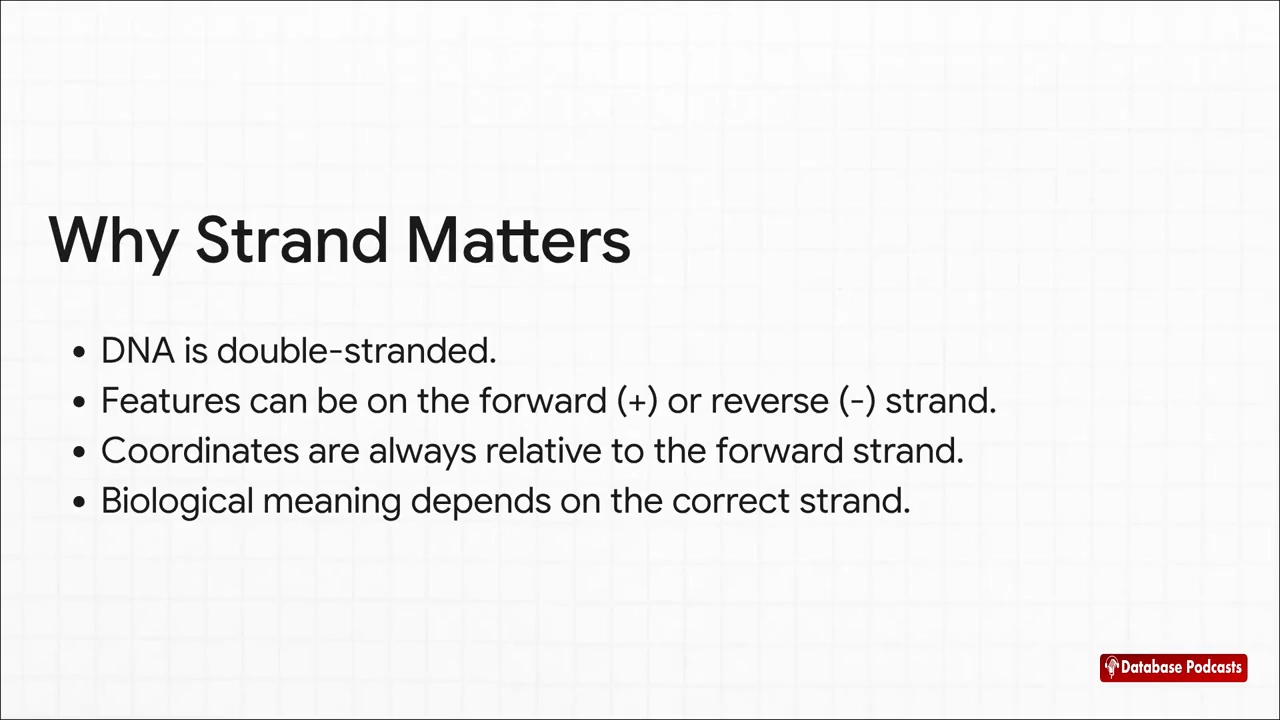 Why Strand Matters
• DNA is double-stranded.
• Features can be on the forward (+) or reverse (-) strand.
• Coordinates are always relative to the forward strand.
• Biological meaning depends on the correct strand.
Database Podcasts